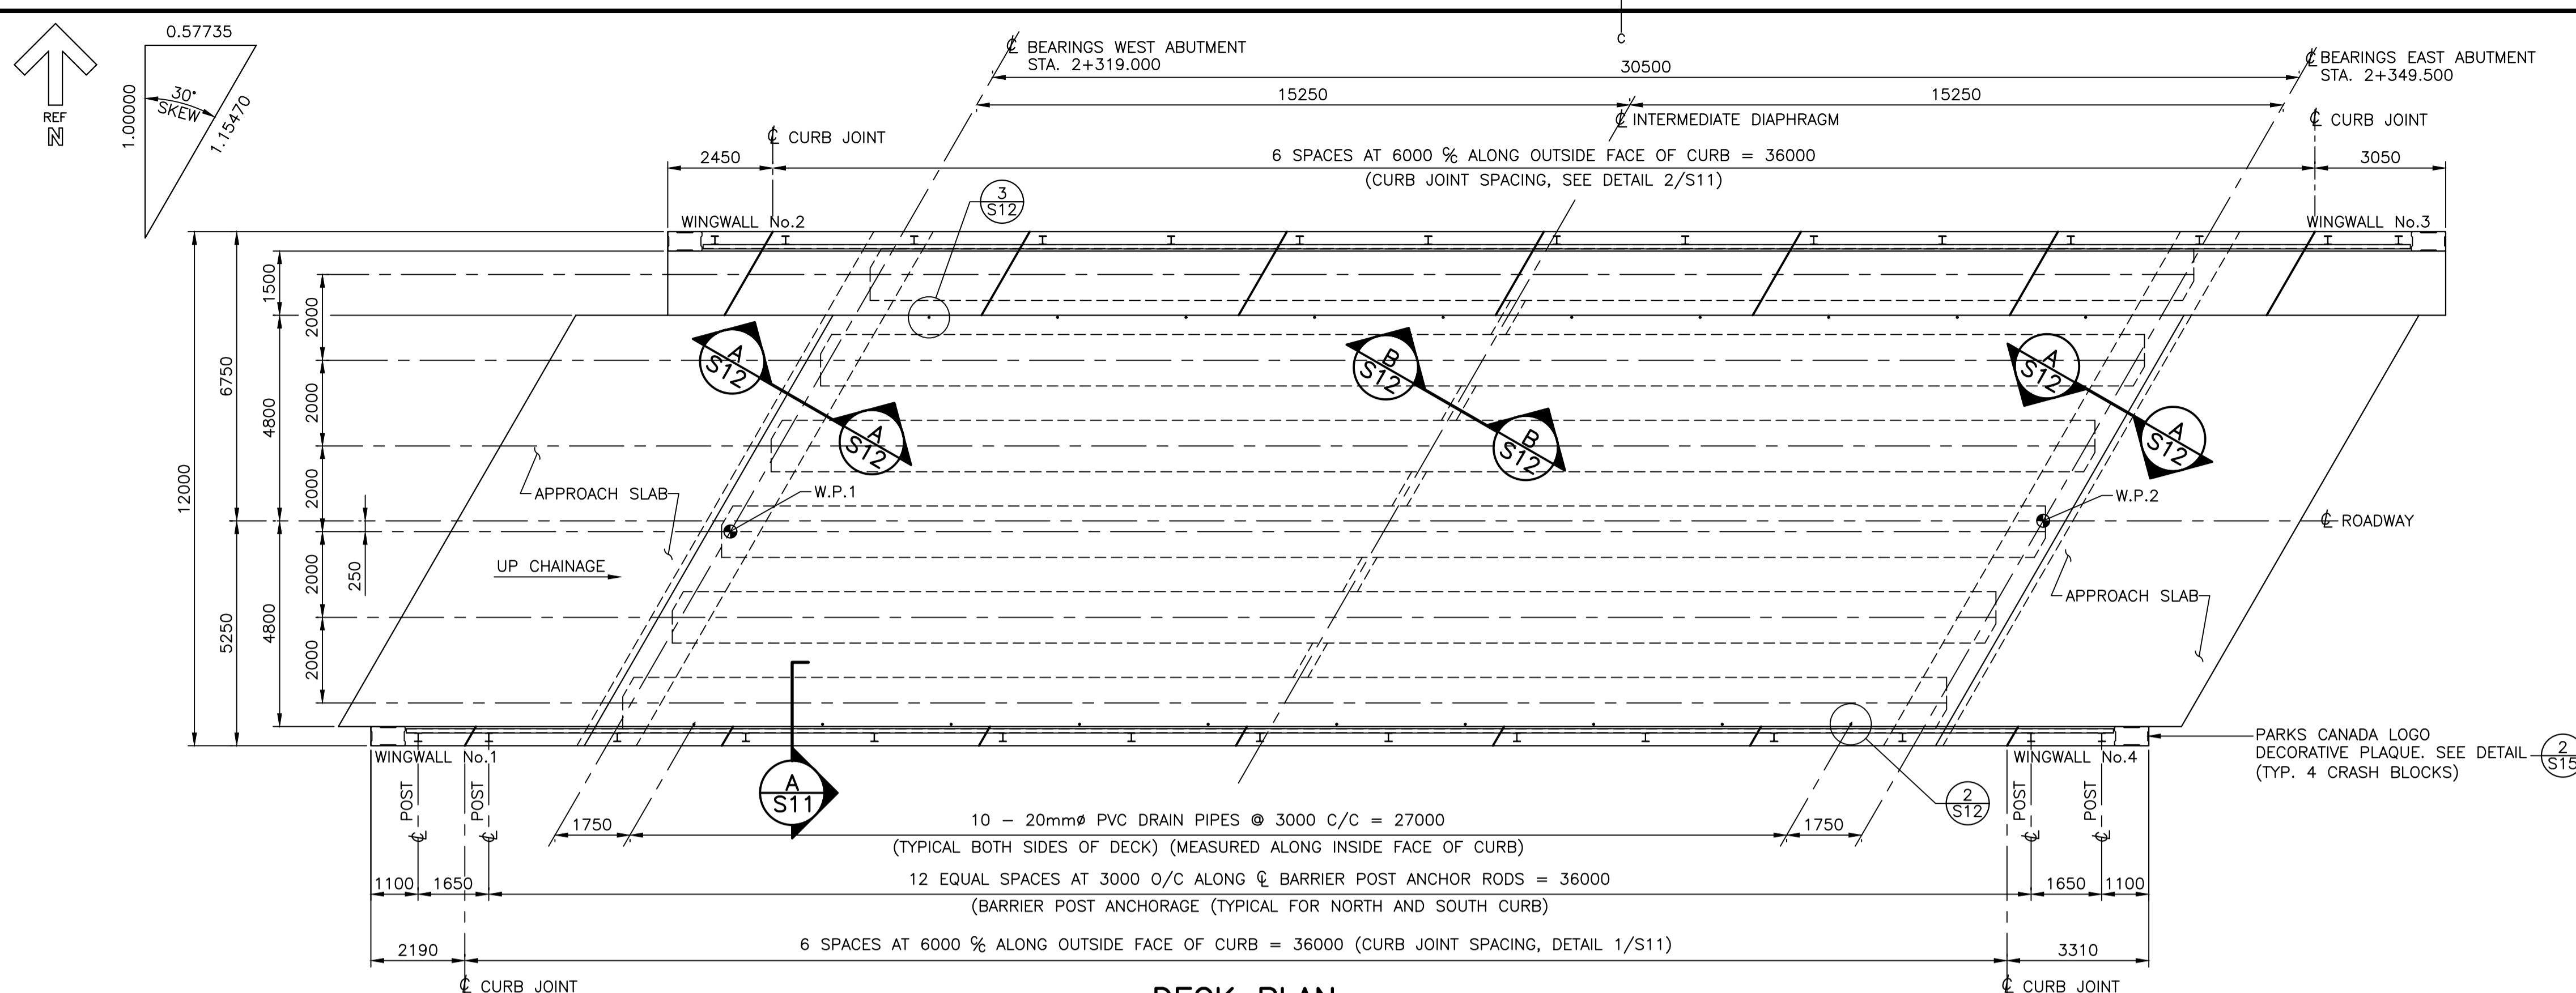 0.57735
1.00000
30°
SKEW
1.15470
REF
N
℄ BEARINGS WEST ABUTMENT
STA. 2+319.000
C
℄ BEARINGS EAST ABUTMENT
STA. 2+349.500
30500
15250
15250
℄ INTERMEDIATE DIAPHRAGM
℄ CURB JOINT
℄ CURB JOINT
2450
6 SPACES AT 6000 C/C ALONG OUTSIDE FACE OF CURB = 36000
(CURB JOINT SPACING, SEE DETAIL 2/S11)
3050
3
S12
WINGWALL No.2
WINGWALL No.3
12000
6750
5250
1500
4800
4800
2000
2000
2000
2000
2000
250
A
S12
A
S12
B
S12
B
S12
A
S12
A
S12
APPROACH SLAB
W.P.1
W.P.2
℄ ROADWAY
UP CHAINAGE
APPROACH SLAB
WINGWALL No.1
WINGWALL No.4
PARKS CANADA LOGO
DECORATIVE PLAQUE. SEE DETAIL
2
S15
(TYP. 4 CRASH BLOCKS)
℄ POST
℄ POST
A
S11
2
S12
℄ POST
℄ POST
1750
10 – 20mmø PVC DRAIN PIPES @ 3000 C/C = 27000
1750
(TYPICAL BOTH SIDES OF DECK) (MEASURED ALONG INSIDE FACE OF CURB)
1100
1650
12 EQUAL SPACES AT 3000 O/C ALONG ℄ BARRIER POST ANCHOR RODS = 36000
1650
1100
(BARRIER POST ANCHORAGE (TYPICAL FOR NORTH AND SOUTH CURB)
2190
6 SPACES AT 6000 C/C ALONG OUTSIDE FACE OF CURB = 36000 (CURB JOINT SPACING, DETAIL 1/S11)
3310
℄ CURB JOINT
℄ CURB JOINT
DECK PLAN